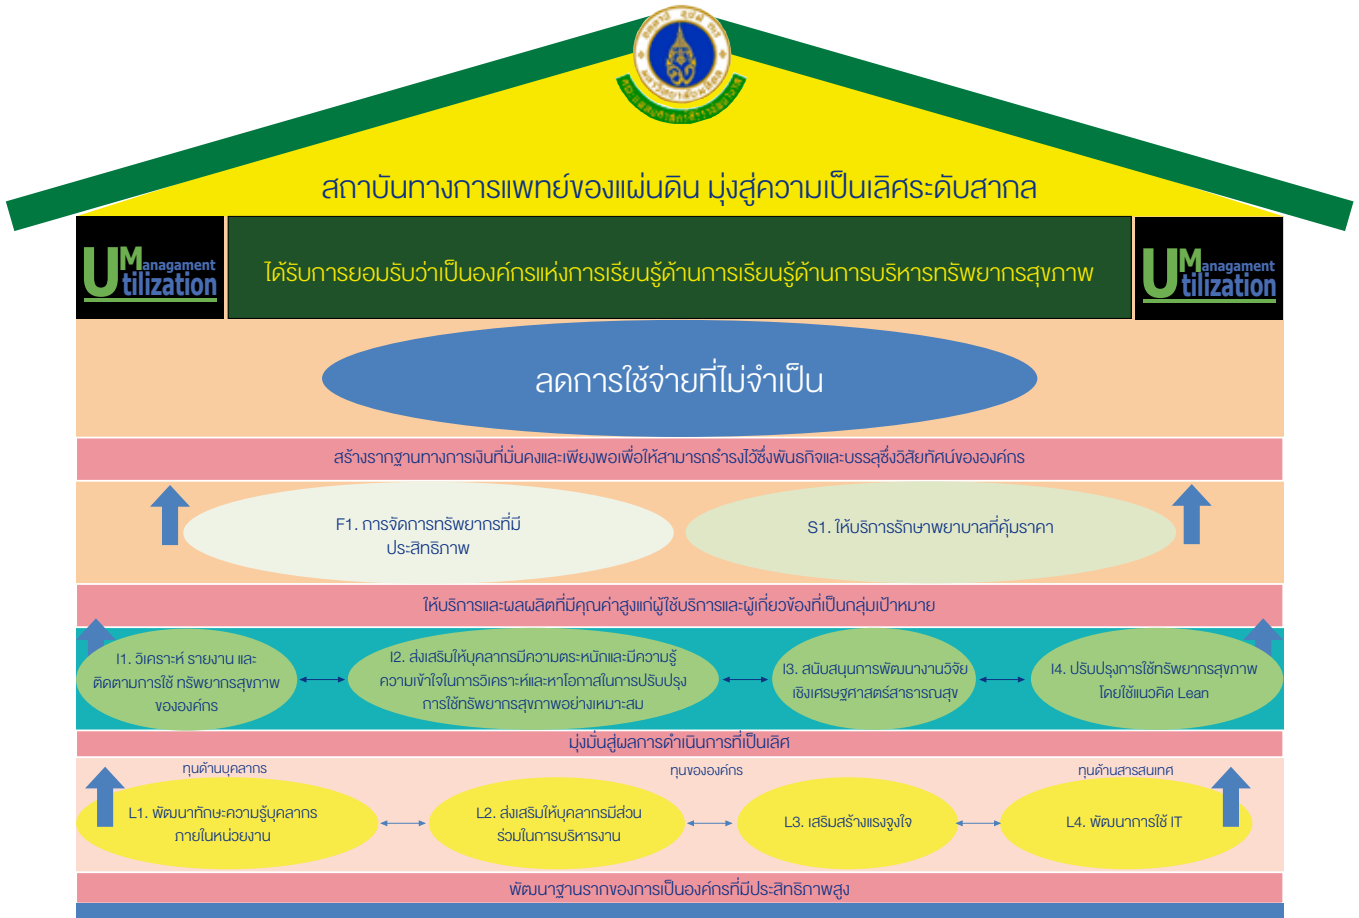 สถาบันทางการแพทย์ของแผ่นดิน มุ่งสู่ความเป็นเลิศระดับสากล
UManagament
tilization
ได้รับการยอมรับว่าเป็นองค์กรแห่งการเรียนรู้ด้านการเรียนรู้ด้านการบริหารทรัพยากรสุขภาพ
UManagament
tilization
ลดการใช้จ่ายที่ไม่จำเป็น
สร้างรากฐานทางการเงินที่มั่นคงและเพียงพอเพื่อให้สามารถธำรงไว้ซึ่งพันธกิจและบรรลุซึ่งวิสัยทัศน์ขององค์กร
F1. การจัดการทรัพยากรที่มี
ประสิทธิภาพ
S1. ให้บริการรักษาพยาบาลที่คุ้มราคา
ให้บริการและผลผลิตที่มีคุณค่าสูงแก่ผู้ใช้บริการและผู้เกี่ยวข้องที่เป็นกลุ่มเป้าหมาย
I1. วิเคราะห์ รายงาน และ
ติดตามการใช้ ทรัพยากรสุขภาพ
ขององค์กร
I2. ส่งเสริมให้บุคลากรมีความตระหนักและมีความรู้
ความเข้าใจในการวิเคราะห์และหาโอกาสในการปรับปรุง
การใช้ทรัพยากรสุขภาพอย่างเหมาะสม
I3. สนับสนุนการพัฒนางานวิจัย
เชิงเศรษฐศาสตร์สาธารณสุข
I4. ปรับปรุงการใช้ทรัพยากรสุขภาพ
โดยใช้แนวคิด Lean
มุ่งมั่นสู่ผลการดำเนินการที่เป็นเลิศ
ทุนด้านบุคลากร
ทุนขององค์กร
ทุนด้านสารสนเทศ
L1. พัฒนาทักษะความรู้บุคลากร
ภายในหน่วยงาน
L2. ส่งเสริมให้บุคลากรมีส่วน
ร่วมในการบริหารงาน
L3. เสริมสร้างแรงจูงใจ
L4. พัฒนาการใช้ IT
พัฒนาฐานรากของการเป็นองค์กรที่มีประสิทธิภาพสูง